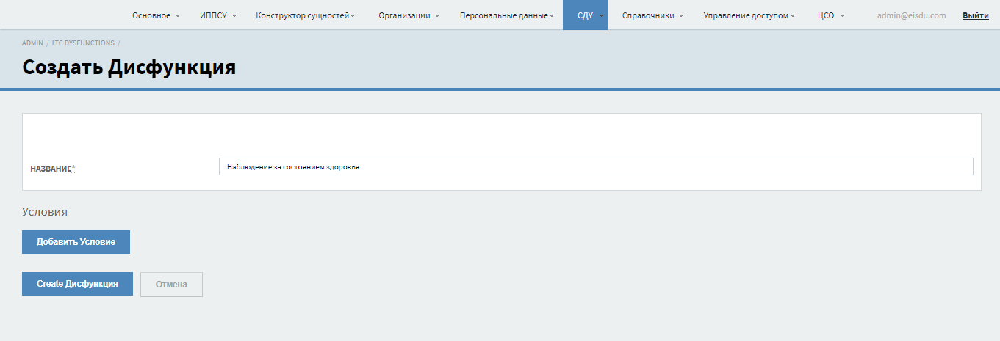 Основное ИППСУ Конструктор сущностей Организации Персональные данные СДУ Справочники Управление доступом ЦСО admin@eisdu.com Выйти
ADMIN / LTC DYSFUNCTIONS /
Создать Дисфункция
НАЗВАНИЕ* Наблюдение за состоянием здоровья
Условия
Добавить Условие
Create Дисфункция Отмена